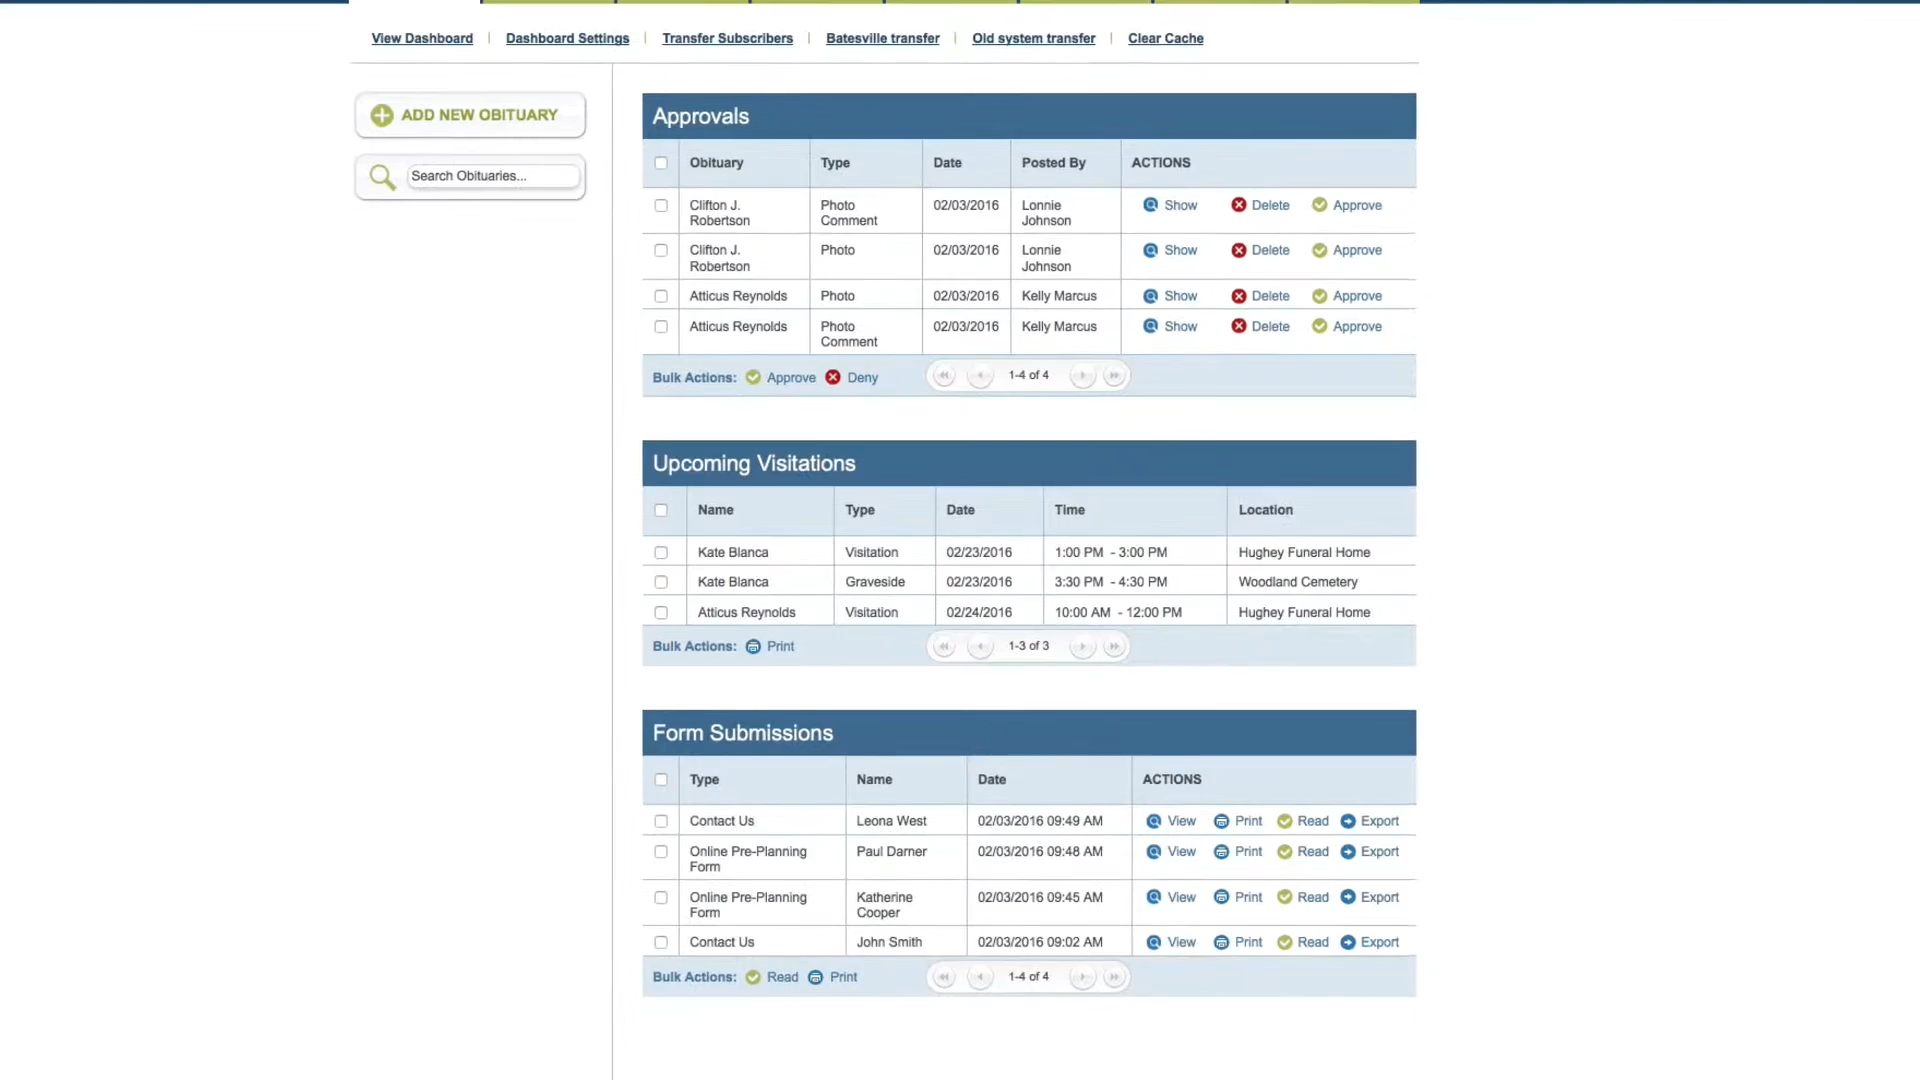 View Dashboard | Dashboard Settings | Transfer Subscribers | Batesville transfer | Old system transfer | Clear Cache
ADD NEW OBITUARY
Search Obituaries...
Approvals
Obituary Type Date Posted By ACTIONS
Clifton J. Photo 02/03/2016 Lonnie Show Delete Approve
Robertson Comment Johnson
Clifton J. Photo 02/03/2016 Lonnie Show Delete Approve
Robertson Johnson
Atticus Reynolds Photo 02/03/2016 Kelly Marcus Show Delete Approve
Atticus Reynolds Photo 02/03/2016 Kelly Marcus Show Delete Approve
Comment
Bulk Actions: Approve Deny 1-4 of 4
Upcoming Visitations
Name Type Date Time Location
Kate Blanca Visitation 02/23/2016 1:00 PM - 3:00 PM Hughey Funeral Home
Kate Blanca Graveside 02/23/2016 3:30 PM - 4:30 PM Woodland Cemetery
Atticus Reynolds Visitation 02/24/2016 10:00 AM - 12:00 PM Hughey Funeral Home
Bulk Actions: Print 1-3 of 3
Form Submissions
Type Name Date ACTIONS
Contact Us Leona West 02/03/2016 09:49 AM View Print Read Export
Online Pre-Planning Paul Darner 02/03/2016 09:48 AM View Print Read Export
Form
Online Pre-Planning Katherine 02/03/2016 09:45 AM View Print Read Export
Form Cooper
Contact Us John Smith 02/03/2016 09:02 AM View Print Read Export
Bulk Actions: Read Print 1-4 of 4